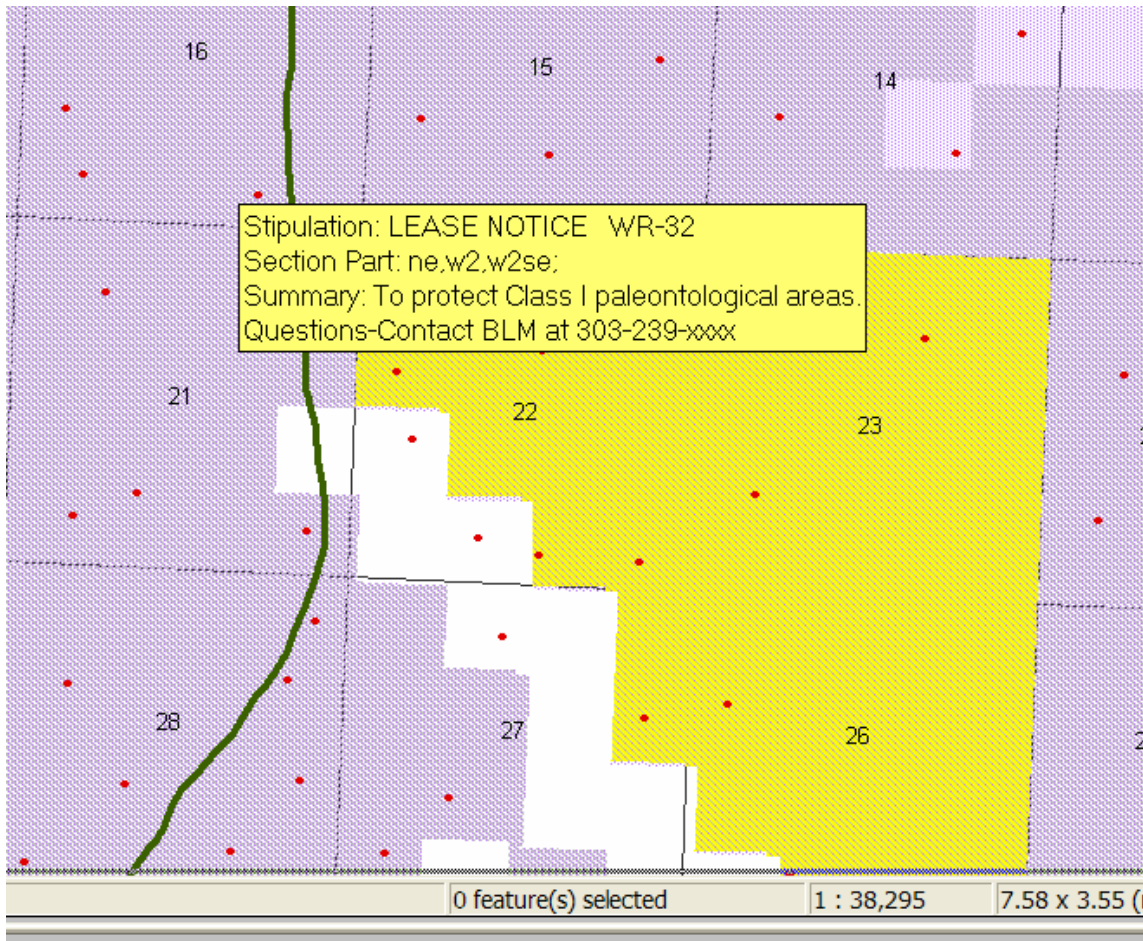 16
15
14
Stipulation: LEASE NOTICE WR-32
Section Part: ne,w2,w2se;
Summary: To protect Class I paleontological areas.
Questions-Contact BLM at 303-239-xxxx
21
22
23
28
27
26
2
0 feature(s) selected
1 : 38,295
7.58 x 3.55 (